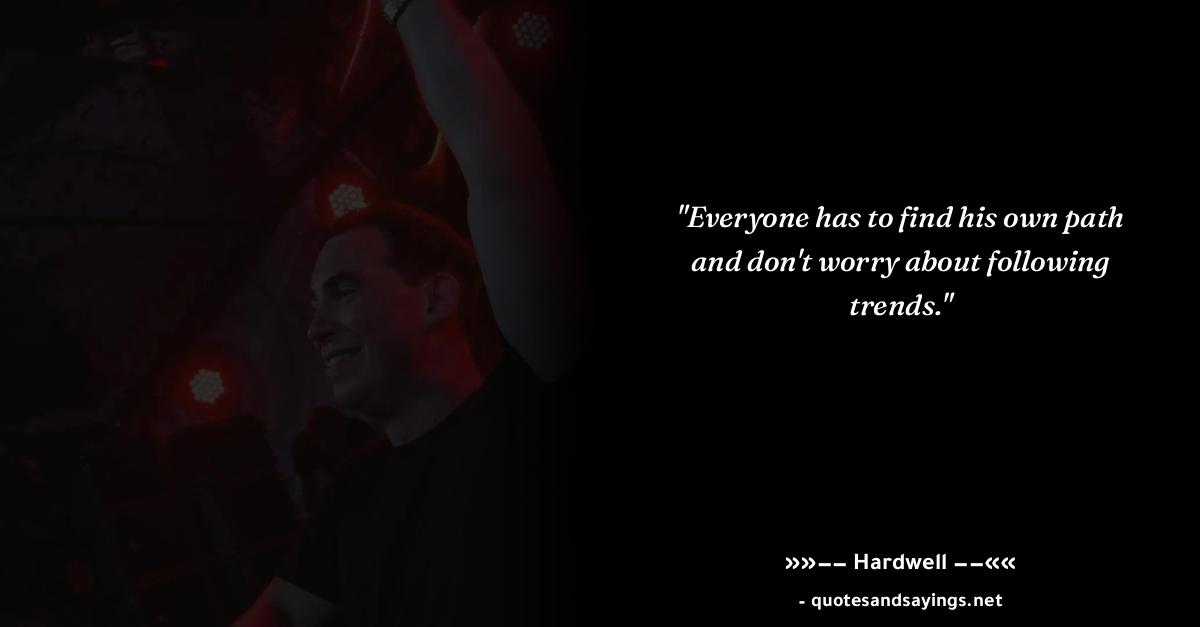 "Everyone has to find his own path
and don't worry about following
trends."
»»−− Hardwell −−««
- quotesandsayings.net